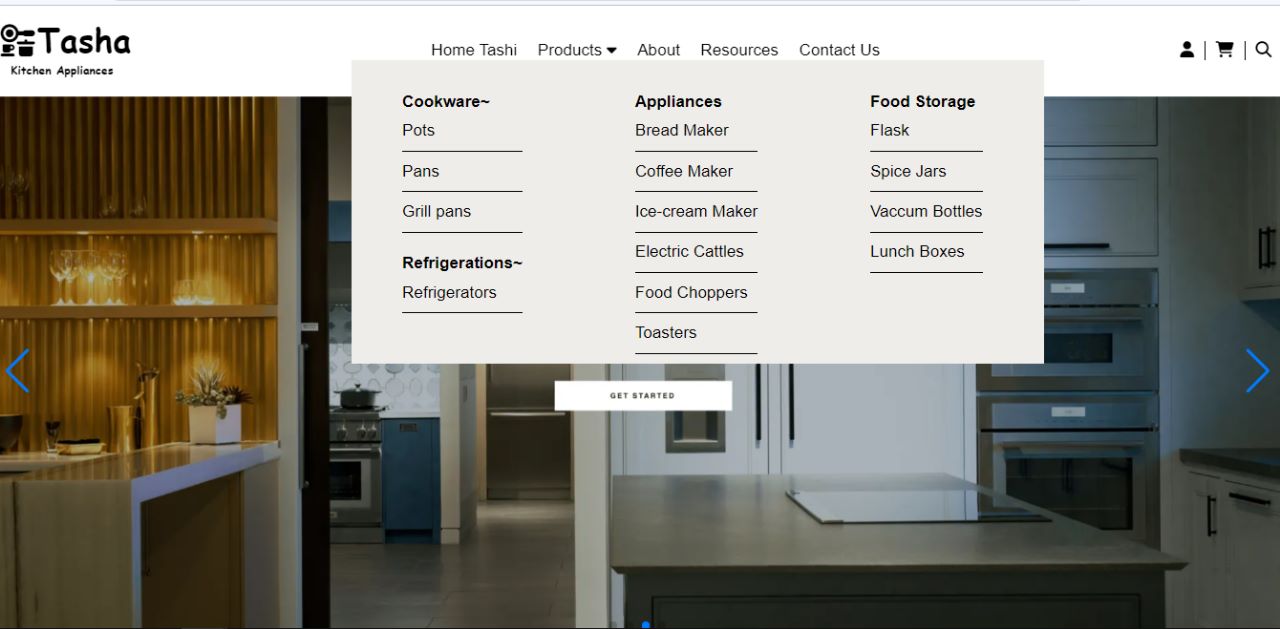 Tasha
Kitchen Appliances
Home Tashi
Products
About
Resources
Contact Us
Cookware~
Pots
Pans
Grill pans
Refrigerations~
Refrigerators
Appliances
Bread Maker
Coffee Maker
Ice-cream Maker
Electric Cattles
Food Choppers
Toasters
Food Storage
Flask
Spice Jars
Vaccum Bottles
Lunch Boxes
GET STARTED